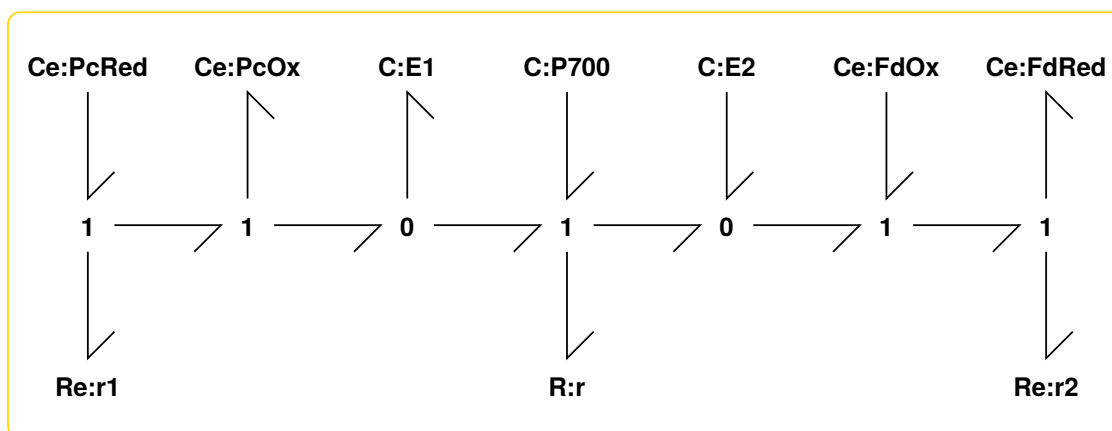 Ce:PcRed Ce:PcOx C:E1 C:P700 C:E2 Ce:FdOx Ce:FdRed
1 1 0 1 0 1 1
Re:r1 R:r Re:r2